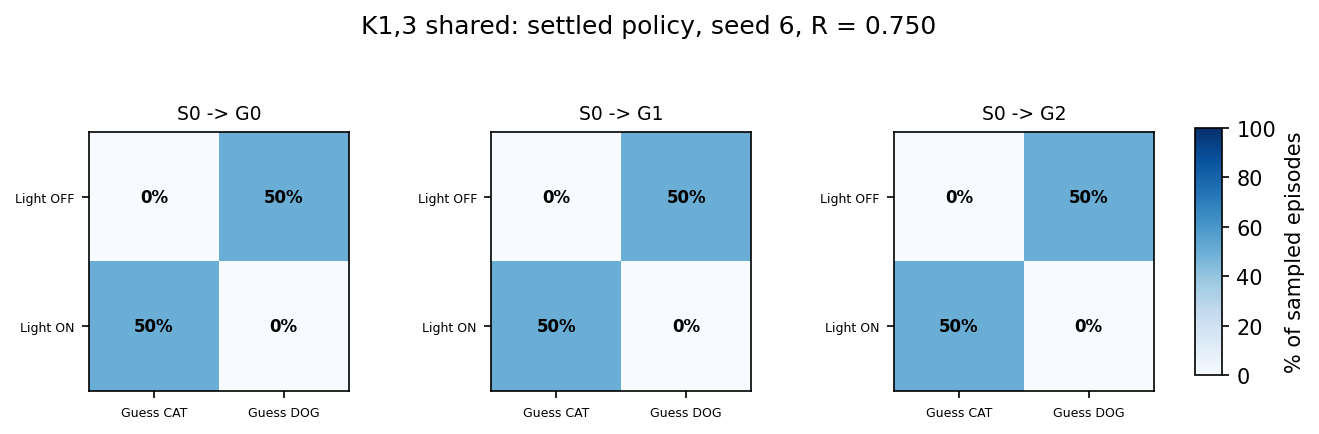 K1,3 shared: settled policy, seed 6, R = 0.750
S0 -> G0
S0 -> G1
S0 -> G2
Light OFF
0%
50%
Light ON
50%
0%
Guess CAT
Guess DOG
Light OFF
0%
50%
Light ON
50%
0%
Guess CAT
Guess DOG
Light OFF
0%
50%
Light ON
50%
0%
Guess CAT
Guess DOG
100
80
60
40
20
0
% of sampled episodes